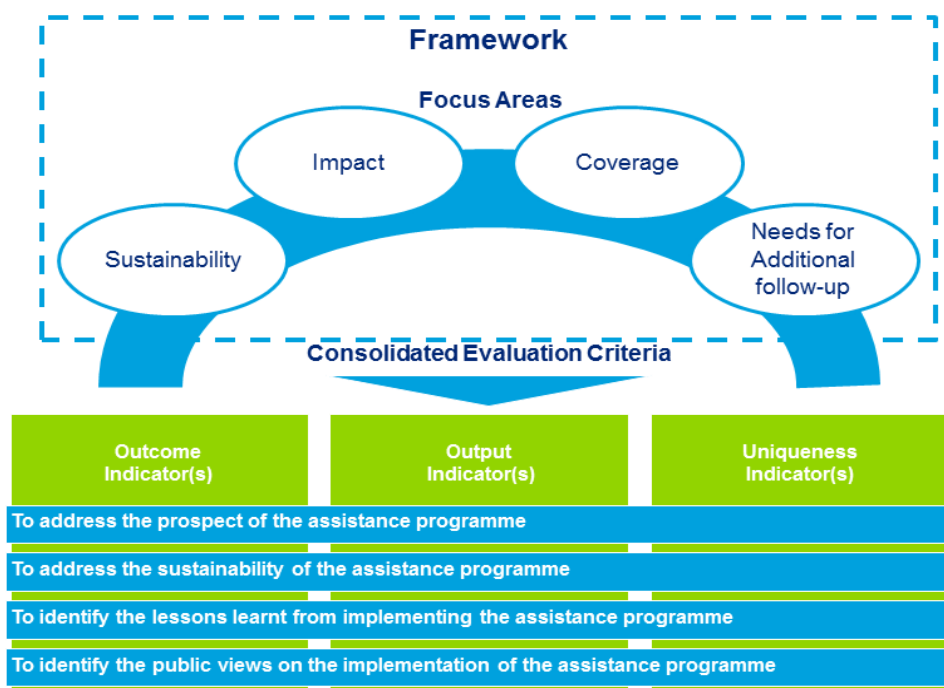 Framework
Focus Areas
Impact
Coverage
Sustainability
Needs for
Additional
follow-up
Consolidated Evaluation Criteria
Outcome
Indicator(s)
Output
Indicator(s)
Uniqueness
Indicator(s)
To address the prospect of the assistance programme
To address the sustainability of the assistance programme
To identify the lessons learnt from implementing the assistance programme
To identify the public views on the implementation of the assistance programme